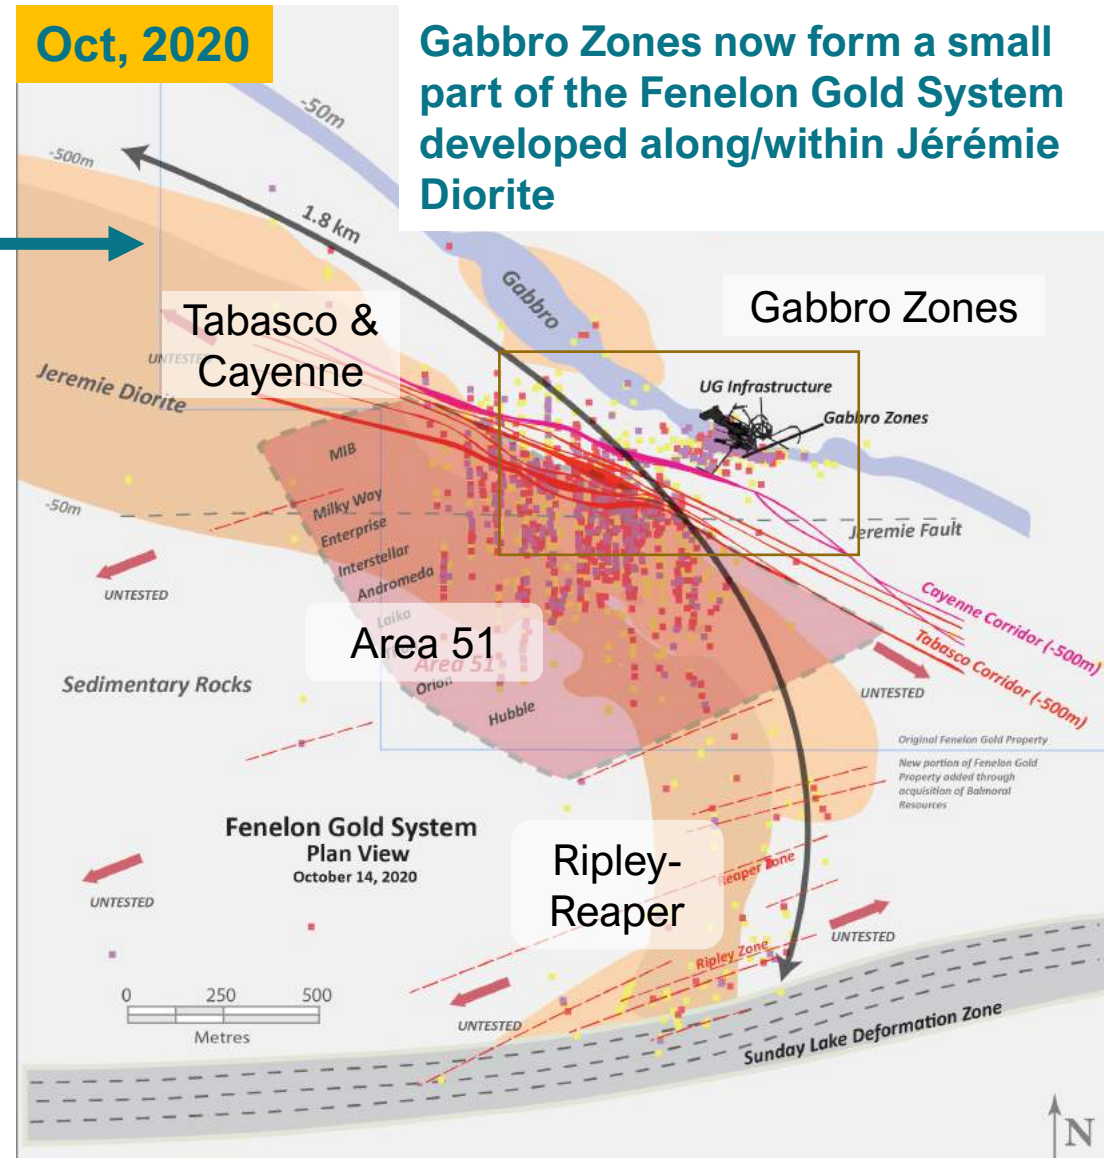 Oct, 2020
Gabbro Zones now form a small
part of the Fenelon Gold System
developed along/within Jérémie
Diorite
-50m
-500m
1.8 km
Gabbro
Gabbro Zones
Tabasco &
Cayenne
UNTESTED
UG Infrastructure
Gabbro Zones
Jeremie Diorite
MIB
Milky Way
Enterprise
Interstellar
Andromeda
Laika
-50m
Jeremie Fault
UNTESTED
Cayenne Corridor (-500m)
Tabasco Corridor (-500m)
Area 51
Area 51
Orion
Hubble
Sedimentary Rocks
UNTESTED
Original Fenelon Gold Property
New portion of Fenelon Gold
Property added through
acquisition of Balmoral
Resources
Fenelon Gold System
Plan View
October 14, 2020
Ripley-
Reaper
Reaper Zone
UNTESTED
UNTESTED
Ripley Zone
0 250 500
Metres
UNTESTED
Sunday Lake Deformation Zone
N